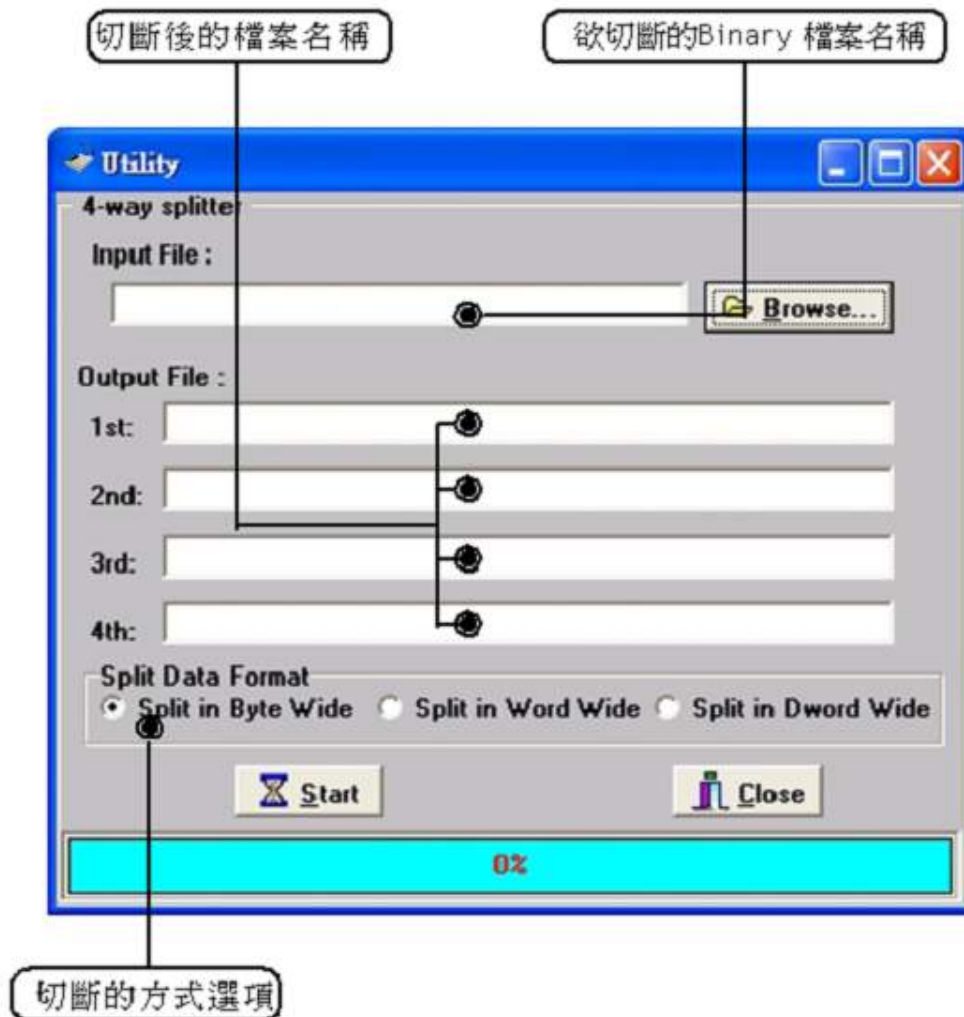 切斷後的檔案名稱
欲切斷的Binary 檔案名稱
Utility
4-way splitter
Input File :
Browse...
Output File :
1st:
2nd:
3rd:
4th:
Split Data Format
Split in Byte Wide
Split in Word Wide
Split in Dword Wide
Start
Close
0%
切斷的方式選項